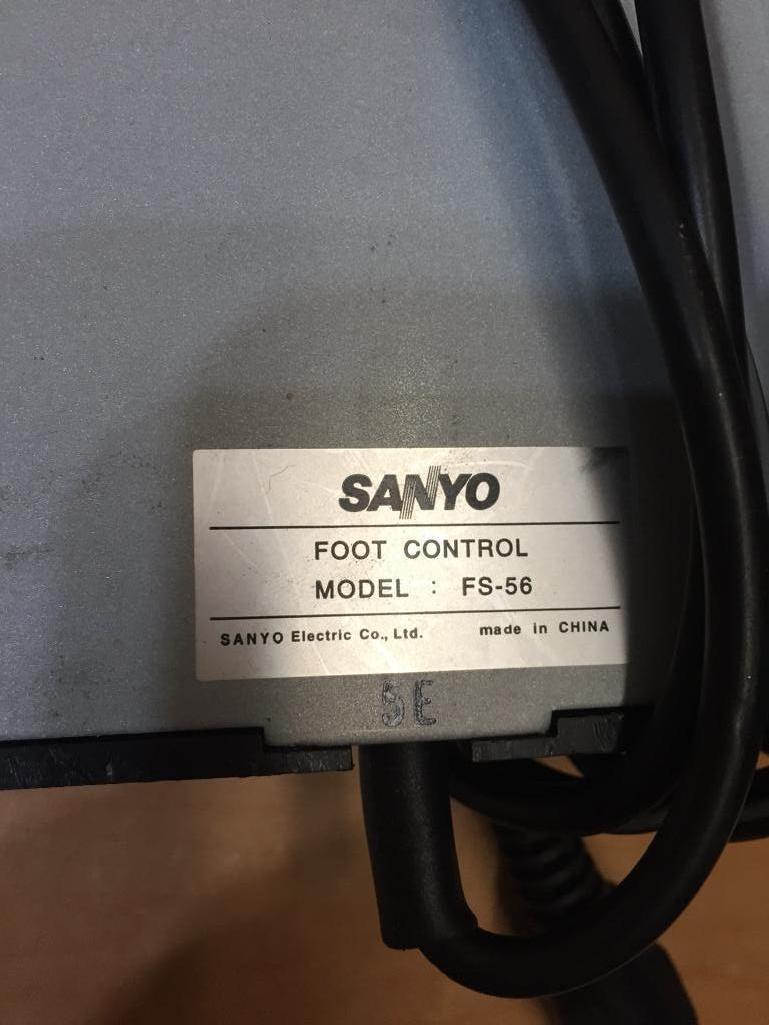 SANYO
FOOT CONTROL
MODEL : FS-56
SANYO Electric Co., Ltd. made in CHINA
5E